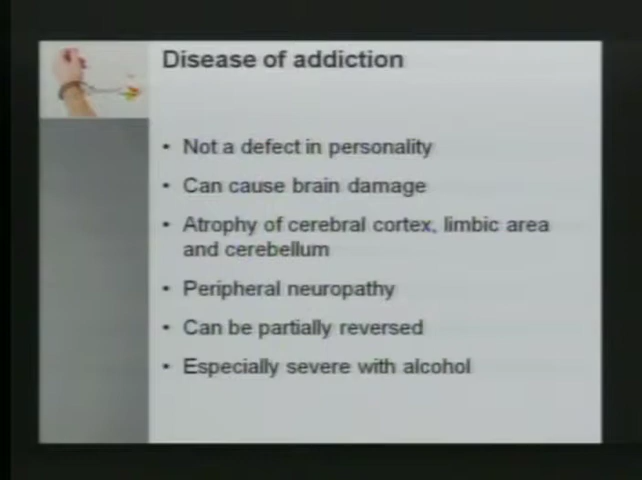 Disease of addiction
• Not a defect in personality
• Can cause brain damage
• Atrophy of cerebral cortex, limbic area
and cerebellum
• Peripheral neuropathy
• Can be partially reversed
• Especially severe with alcohol